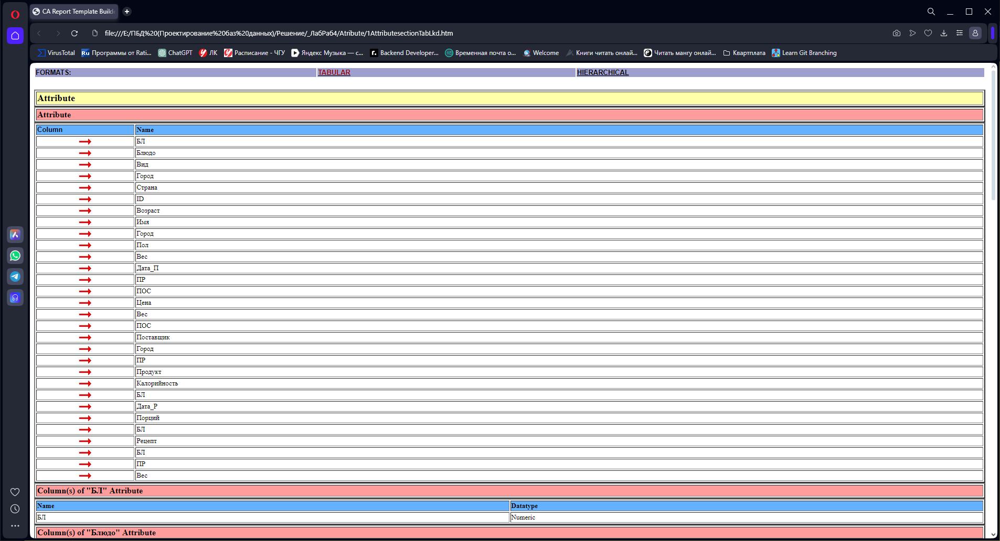 CA Report Template Build
file:///E:/ПБД%20(Проектирование%20баз%20данных)/Решение/_ЛабРаб4/Atribute/1AttributesectionTabLkd.htm
VirusTotal Ru Программы от Rati... ChatGPT ЛК Расписание - ЧГУ Яндекс Музыка — с... Backend Developer... Временная почта о... Welcome Книги читать онлай... Читать мангу онлай... Квартплата Learn Git Branching
FORMATS: TABULAR HIERARCHICAL
Attribute
Attribute
Column Name
БЛ
Блюдо
Вид
Город
Страна
ID
Возраст
Имя
Город
Пол
Вес
Дата_П
ПР
ПОС
Цена
Вес
ПОС
Поставщик
Город
ПР
Продукт
Калорийность
БЛ
Дата_Р
Порций
БЛ
Рецепт
БЛ
ПР
Вес
Column(s) of "БЛ" Attribute
Name Datatype
БЛ Numeric
Column(s) of "Блюдо" Attribute